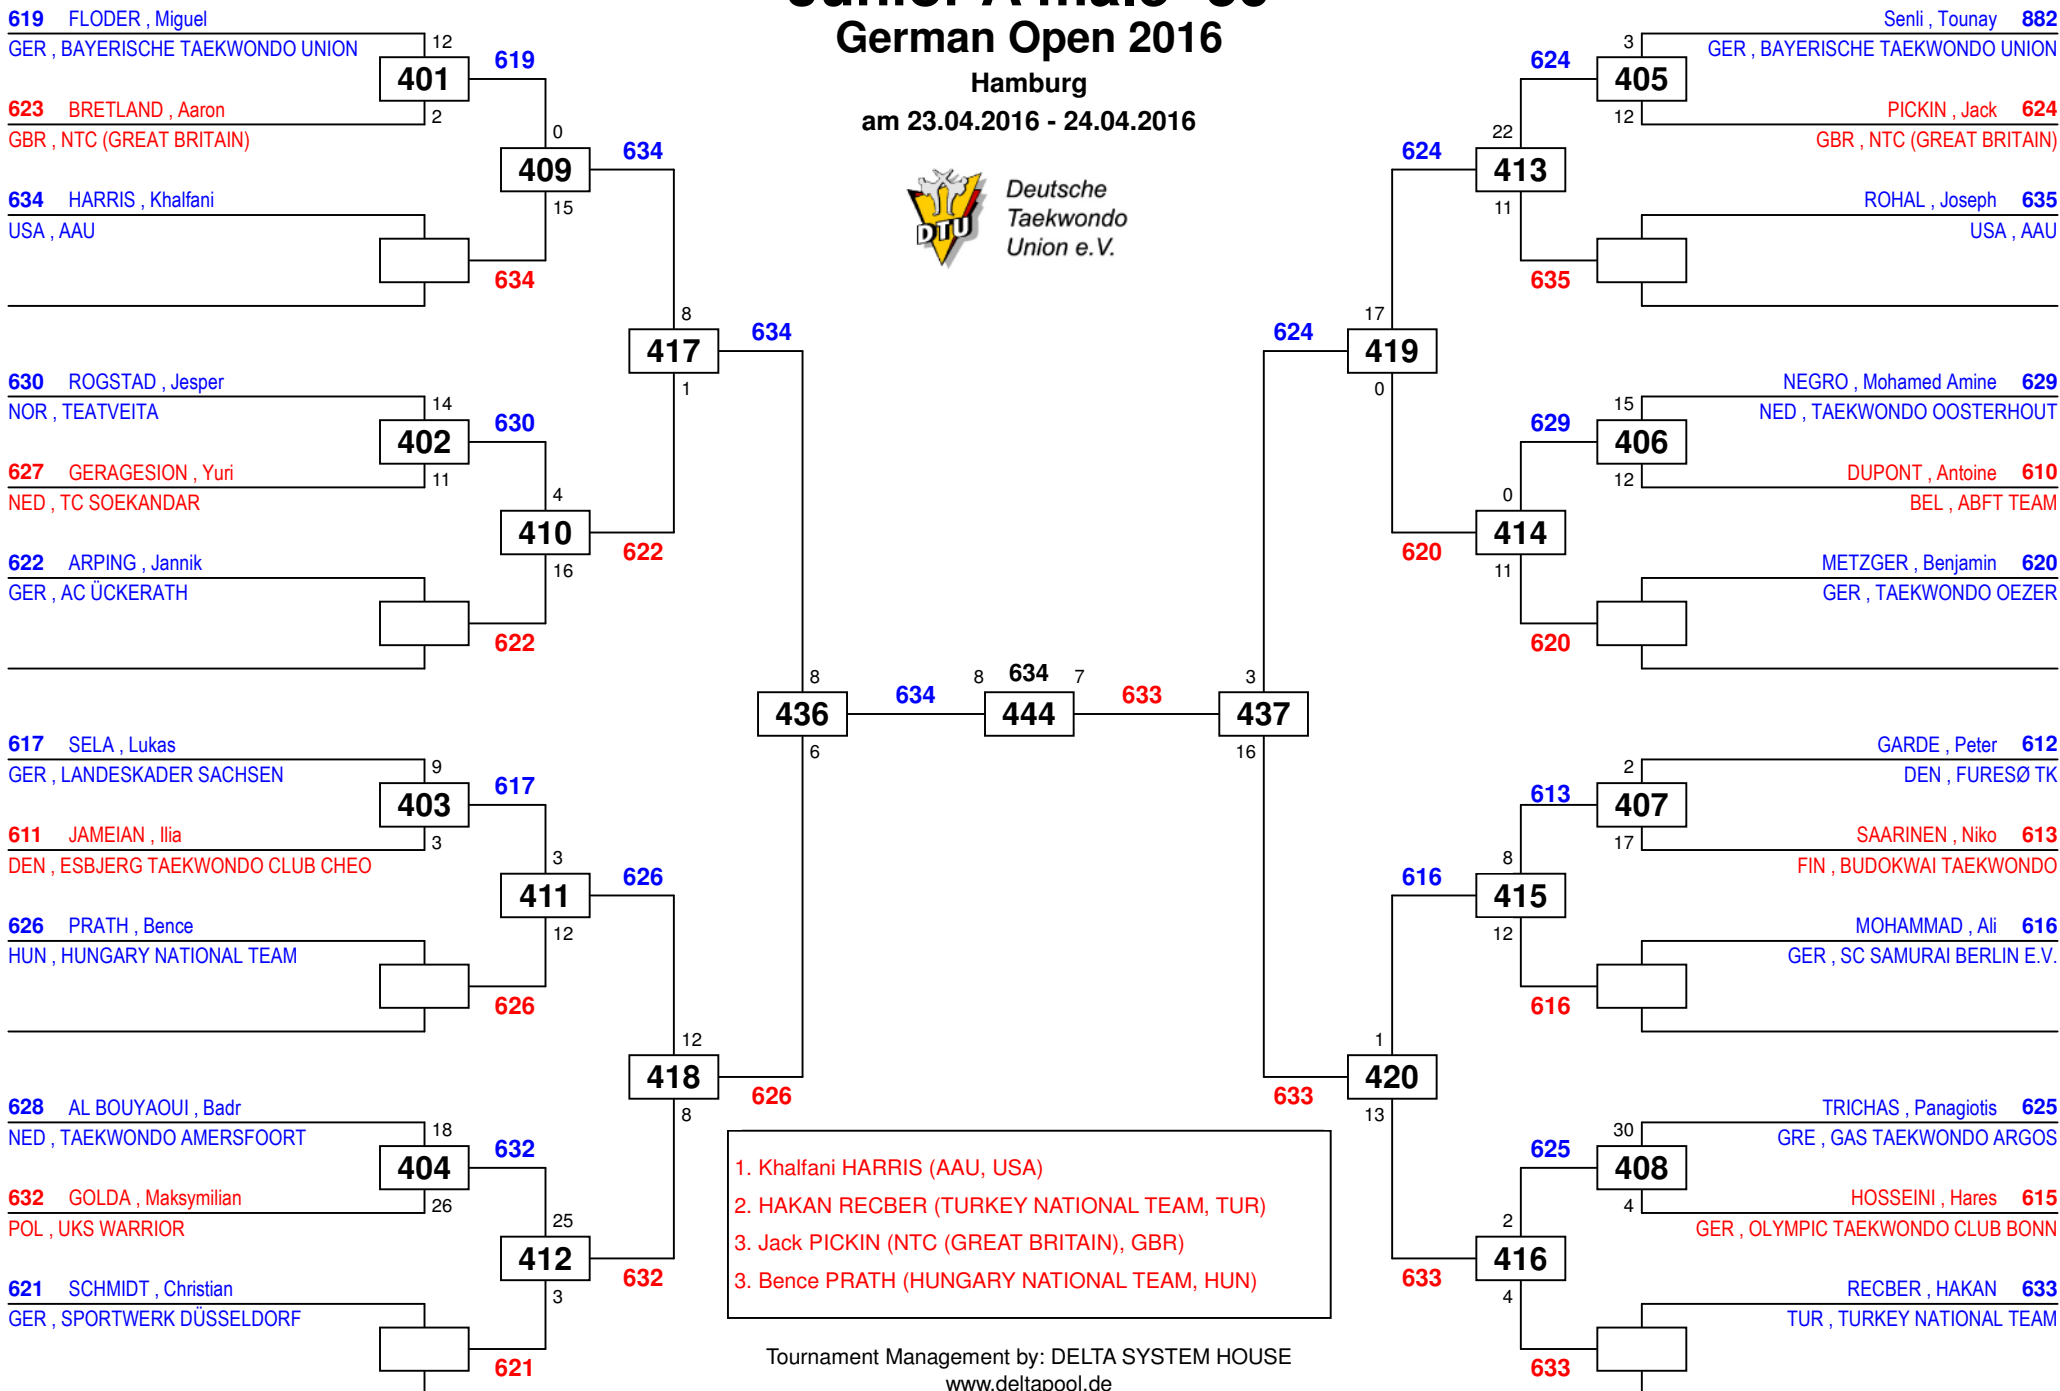 German Open 2016
Hamburg
am 23.04.2016 - 24.04.2016
DTU
Deutsche
Taekwondo
Union e.V.
619 FLODER , Miguel
GER , BAYERISCHE TAEKWONDO UNION
12
401
619
623 BRETLAND , Aaron
2
GBR , NTC (GREAT BRITAIN)
0
409
634
15
634 HARRIS , Khalfani
USA , AAU
634
8
417
634
1
630 ROGSTAD , Jesper
NOR , TEATVEITA
14
402
630
627 GERAGESION , Yuri
11
NED , TC SOEKANDAR
4
410
622
16
622 ARPING , Jannik
GER , AC ÜCKERATH
622
8
436
634
6
617 SELA , Lukas
GER , LANDESKADER SACHSEN
9
403
617
611 JAMEIAN , Ilia
3
DEN , ESBJERG TAEKWONDO CLUB CHEO
3
411
626
12
626 PRATH , Bence
HUN , HUNGARY NATIONAL TEAM
626
12
418
626
8
628 AL BOUYAOUI , Badr
NED , TAEKWONDO AMERSFOORT
18
404
632
632 GOLDA , Maksymilian
26
POL , UKS WARRIOR
25
412
632
3
621 SCHMIDT , Christian
GER , SPORTWERK DÜSSELDORF
621
8 634 7
444
633
Senli , Tounay 882
GER , BAYERISCHE TAEKWONDO UNION
3
624
405
PICKIN , Jack 624
12
GBR , NTC (GREAT BRITAIN)
22
624
413
11
ROHAL , Joseph 635
USA , AAU
635
17
624
419
0
NEGRO , Mohamed Amine 629
NED , TAEKWONDO OOSTERHOUT
15
629
406
DUPONT , Antoine 610
12
BEL , ABFT TEAM
0
620
414
11
METZGER , Benjamin 620
GER , TAEKWONDO OEZER
620
3
437
16
GARDE , Peter 612
DEN , FURESØ TK
2
613
407
SAARINEN , Niko 613
17
FIN , BUDOKWAI TAEKWONDO
8
616
415
12
MOHAMMAD , Ali 616
GER , SC SAMURAI BERLIN E.V.
616
1
633
420
13
TRICHAS , Panagiotis 625
GRE , GAS TAEKWONDO ARGOS
30
625
408
HOSSEINI , Hares 615
4
GER , OLYMPIC TAEKWONDO CLUB BONN
2
633
416
4
RECBER , HAKAN 633
TUR , TURKEY NATIONAL TEAM
633
1. Khalfani HARRIS (AAU, USA)
2. HAKAN RECBER (TURKEY NATIONAL TEAM, TUR)
3. Jack PICKIN (NTC (GREAT BRITAIN), GBR)
3. Bence PRATH (HUNGARY NATIONAL TEAM, HUN)
Tournament Management by: DELTA SYSTEM HOUSE
www.deltapool.de